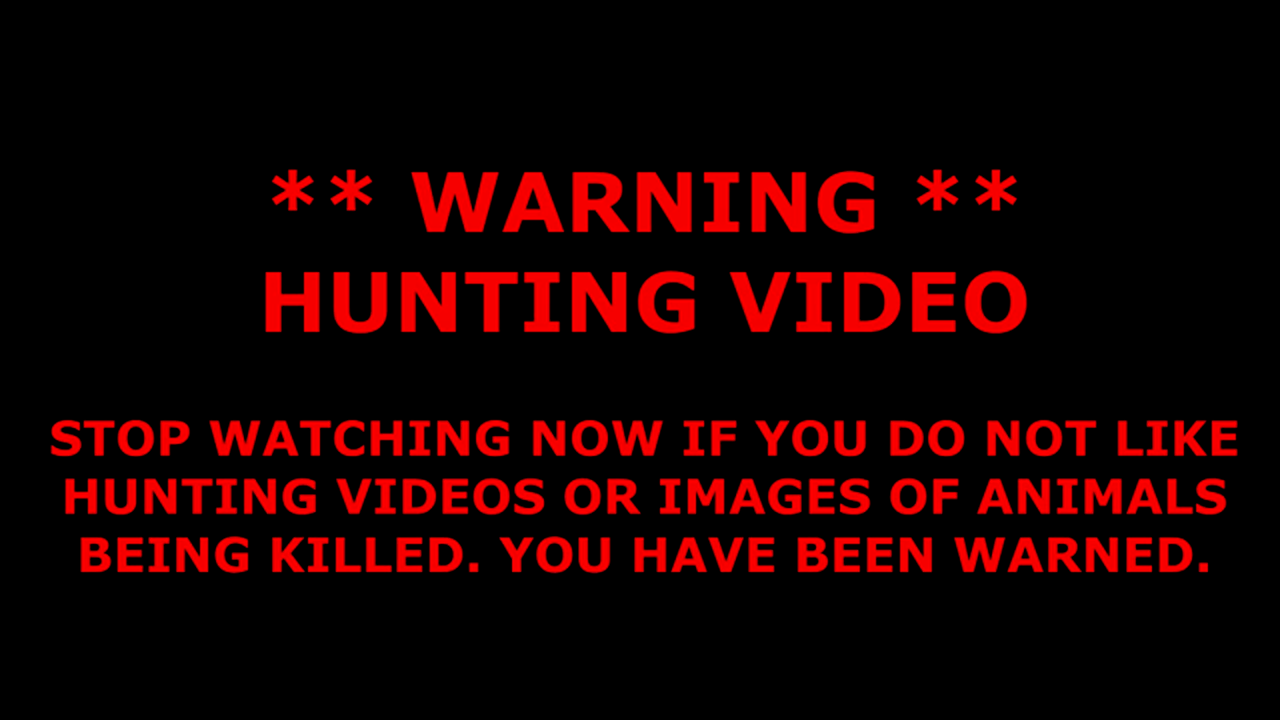 ** WARNING **
HUNTING VIDEO
STOP WATCHING NOW IF YOU DO NOT LIKE
HUNTING VIDEOS OR IMAGES OF ANIMALS
BEING KILLED. YOU HAVE BEEN WARNED.